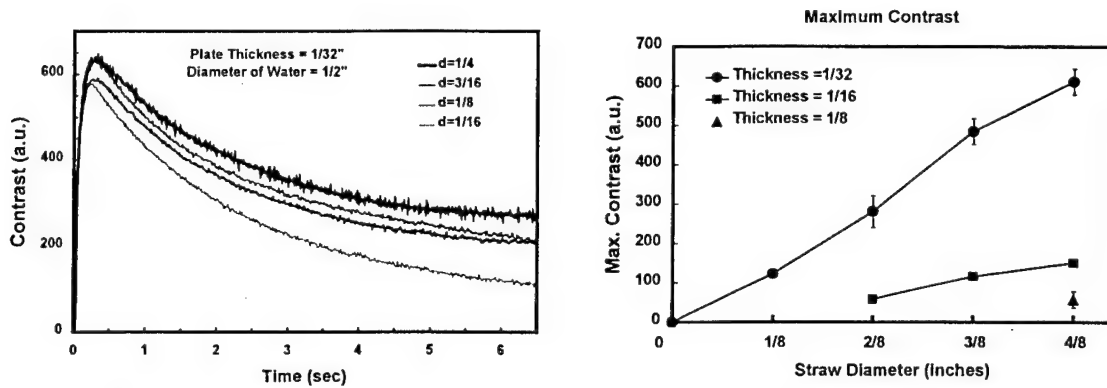 Plate Thickness = 1/32"
Diameter of Water = 1/2"
d=1/4
d=3/16
d=1/8
d=1/16
Contrast (a.u.)
600
400
200
0
0 1 2 3 4 5 6
Time (sec)
Maximum Contrast
Thickness =1/32
Thickness = 1/16
Thickness = 1/8
Max. Contrast (a.u.)
700
600
500
400
300
200
100
0
0 1/8 2/8 3/8 4/8
Straw Diameter (inches)